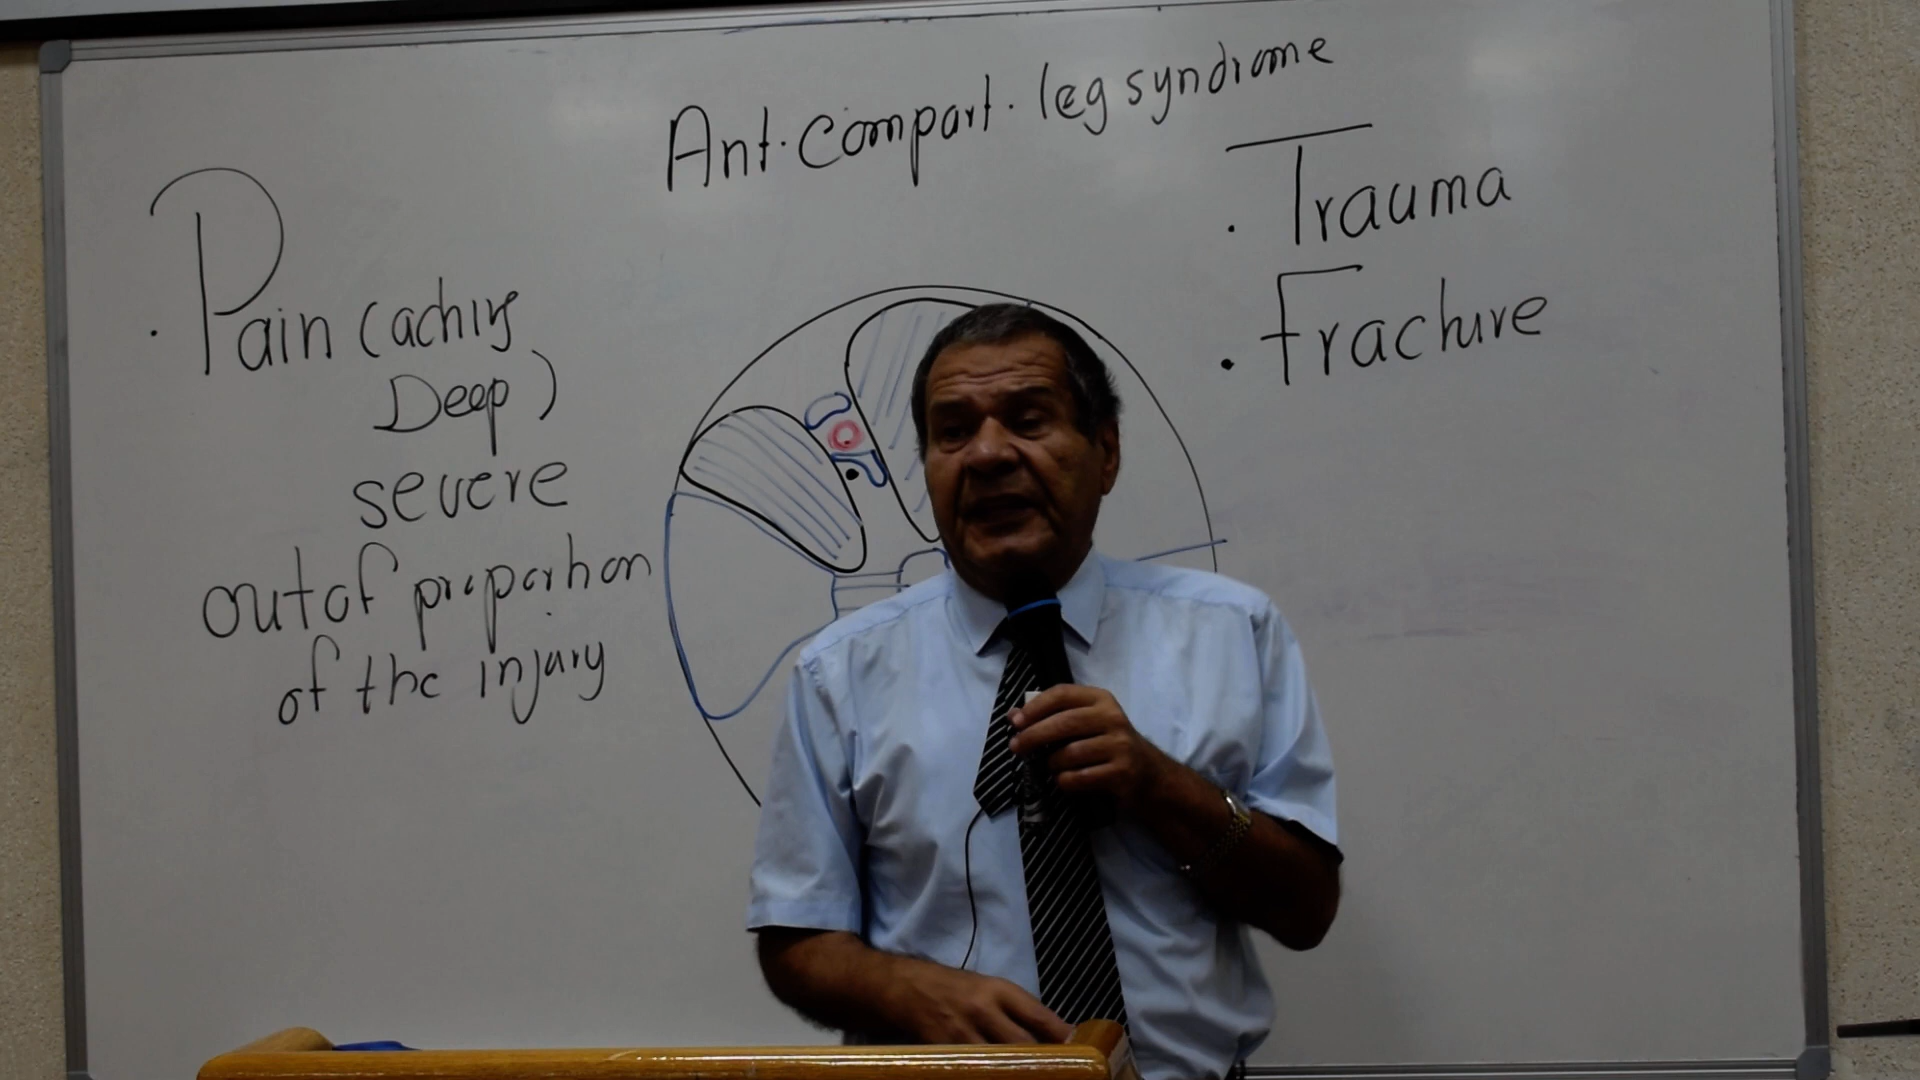 Ant. compart. leg syndrome
. Pain (aching
Deep)
severe
out of proportion
of the injury
. Trauma
. Fracture